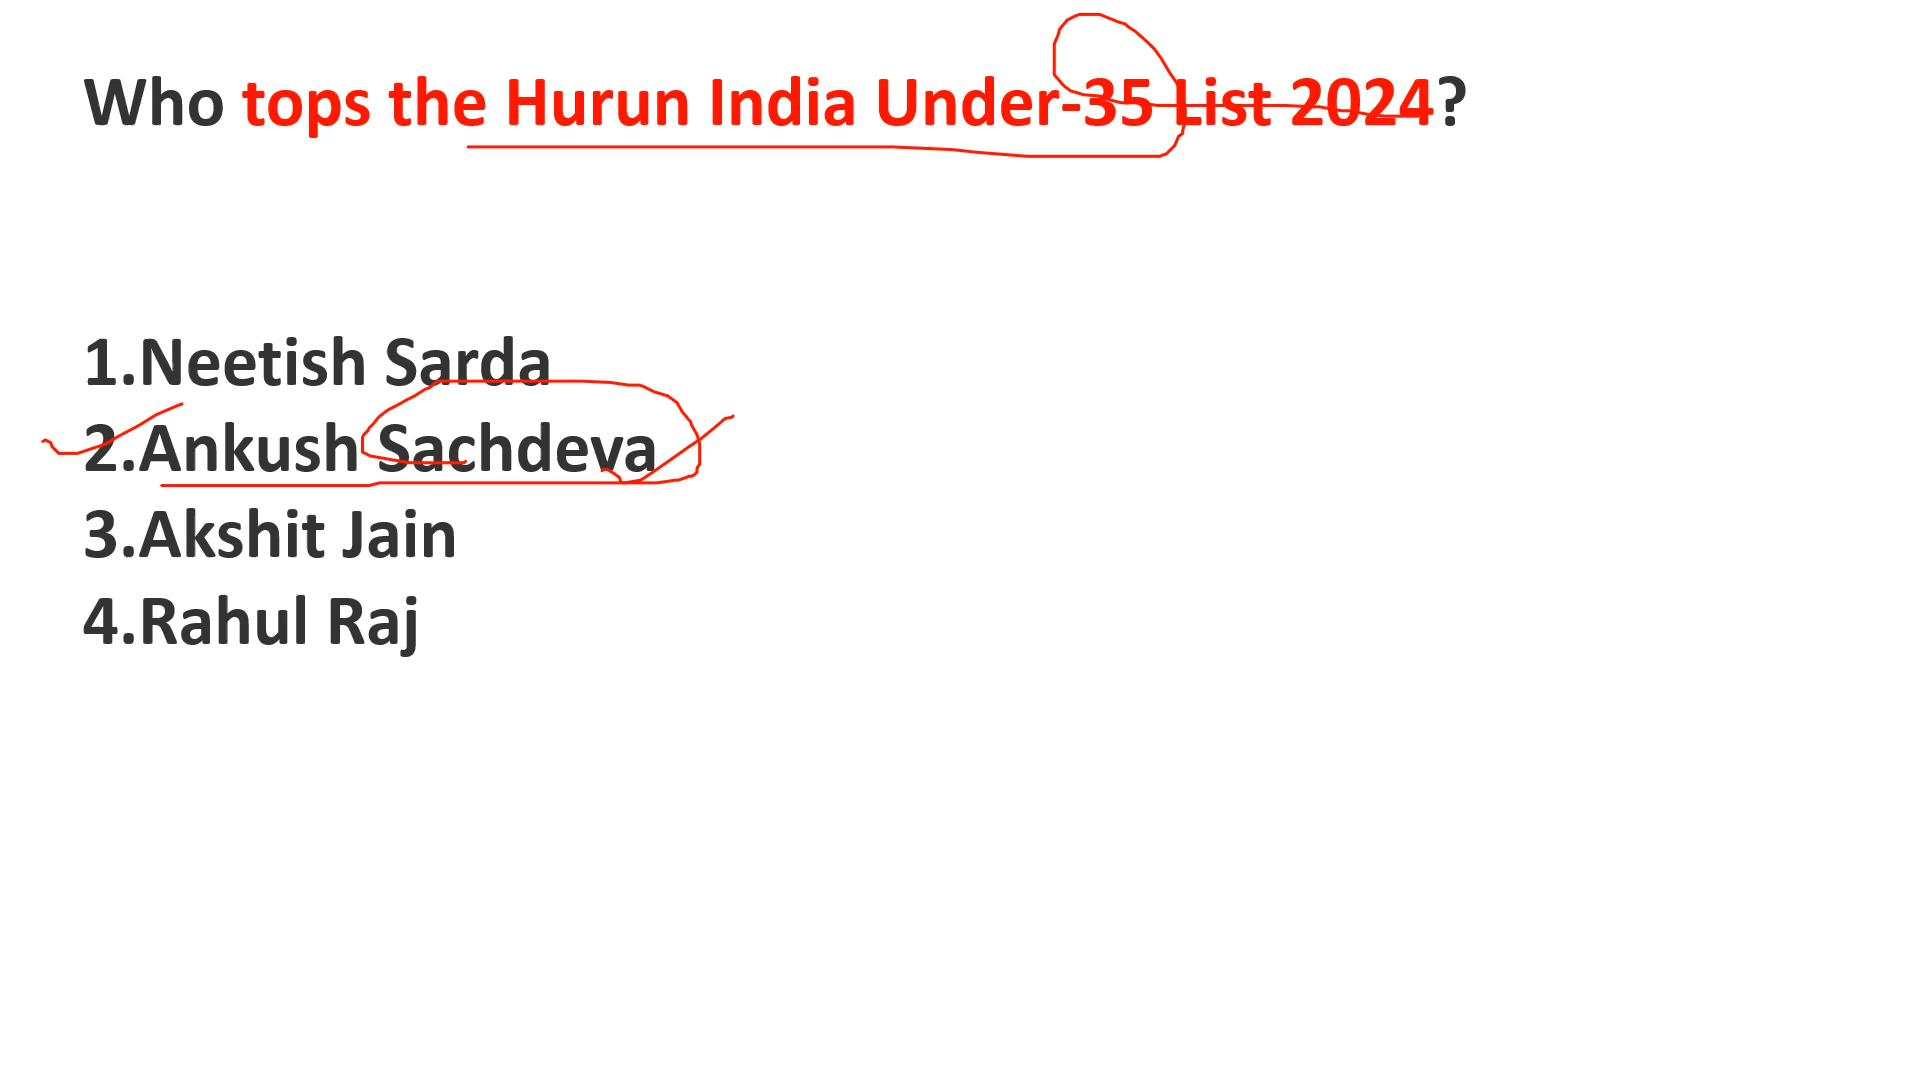 Who tops the Hurun India Under-35 List 2024?
1.Neetish Sarda
2.Ankush Sachdeva
3.Akshit Jain
4.Rahul Raj